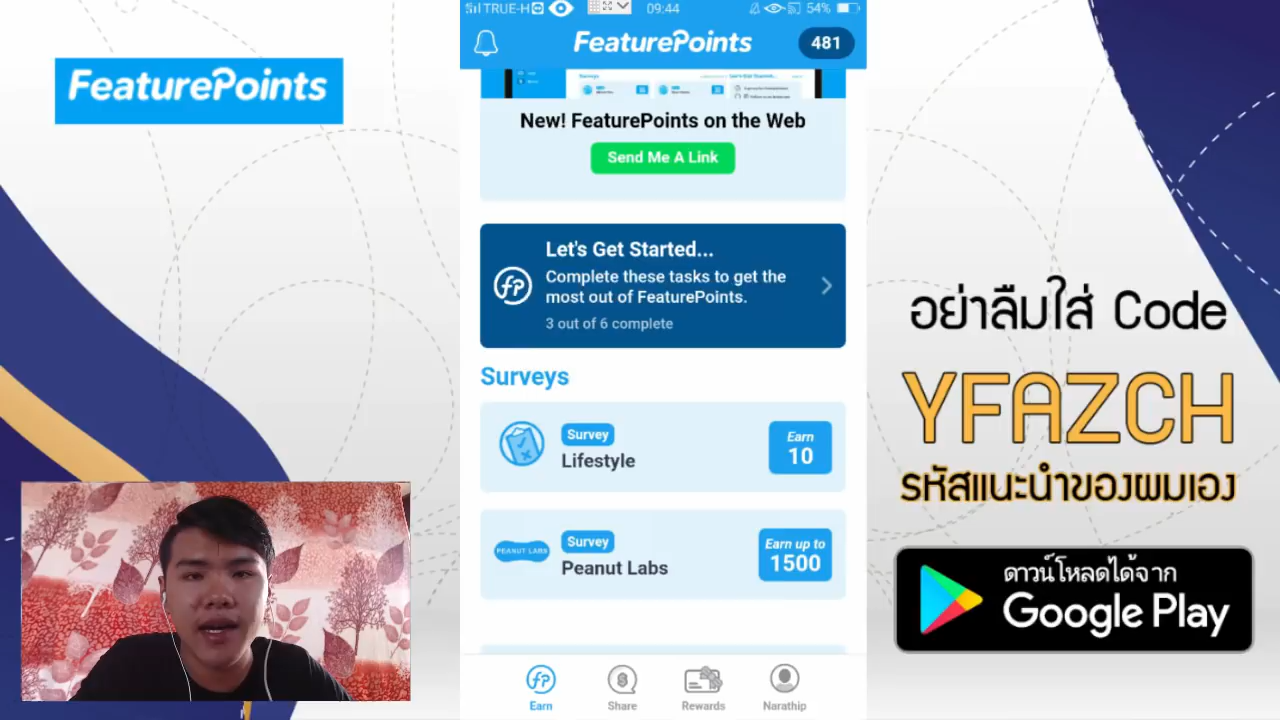 FeaturePoints
TRUE-H
09:44
54%
FeaturePoints
481
New! FeaturePoints on the Web
Send Me A Link
Let's Get Started...
Complete these tasks to get the
most out of FeaturePoints.
3 out of 6 complete
Surveys
Survey
Lifestyle
Earn
10
PEANUT LABS
Survey
Peanut Labs
Earn up to
1500
Earn
Share
Rewards
Narathip
อย่าลืมใส่ Code
YFAZCH
รหัสแนะนำของผมเอง
ดาวน์โหลดได้จาก
Google Play